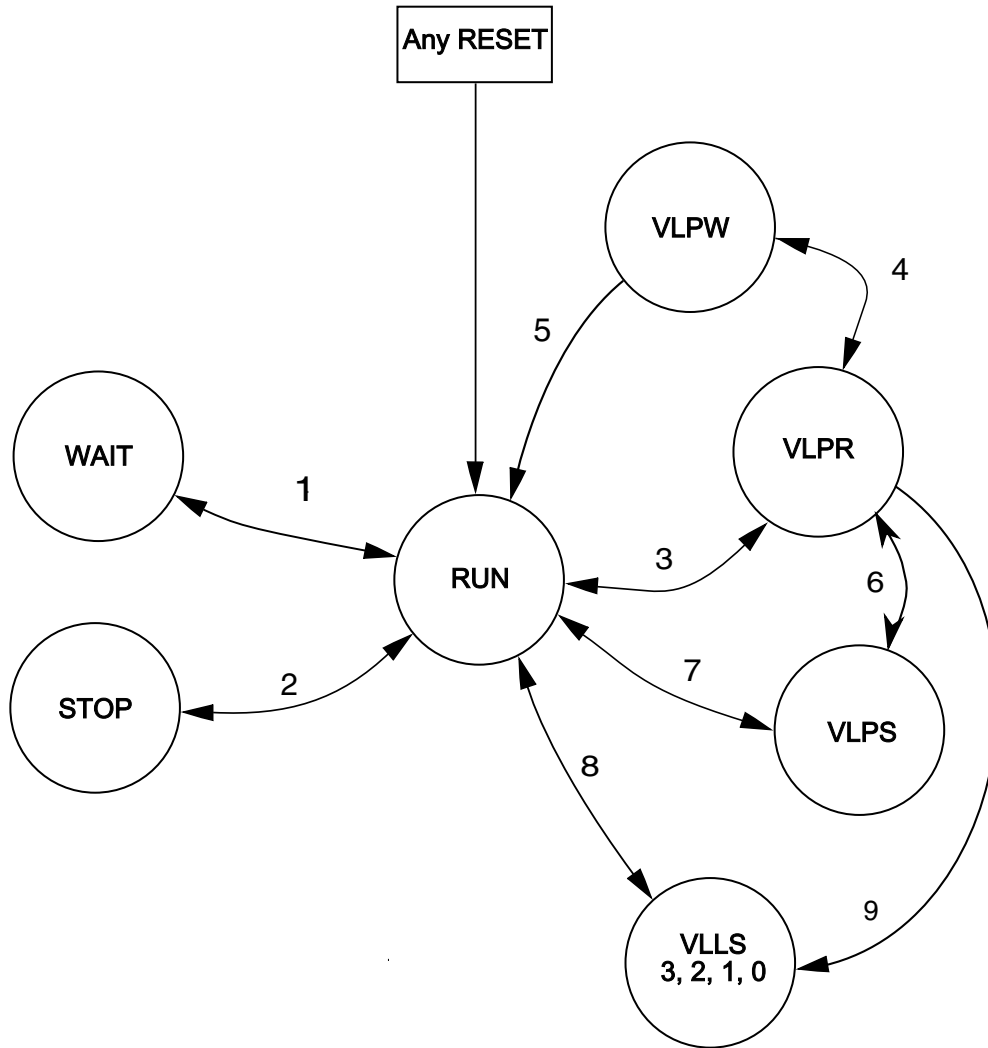 Any RESET
VLPW
4
5
WAIT
VLPR
1
3
RUN
6
7
2
STOP
VLPS
8
9
VLLS
3, 2, 1, 0